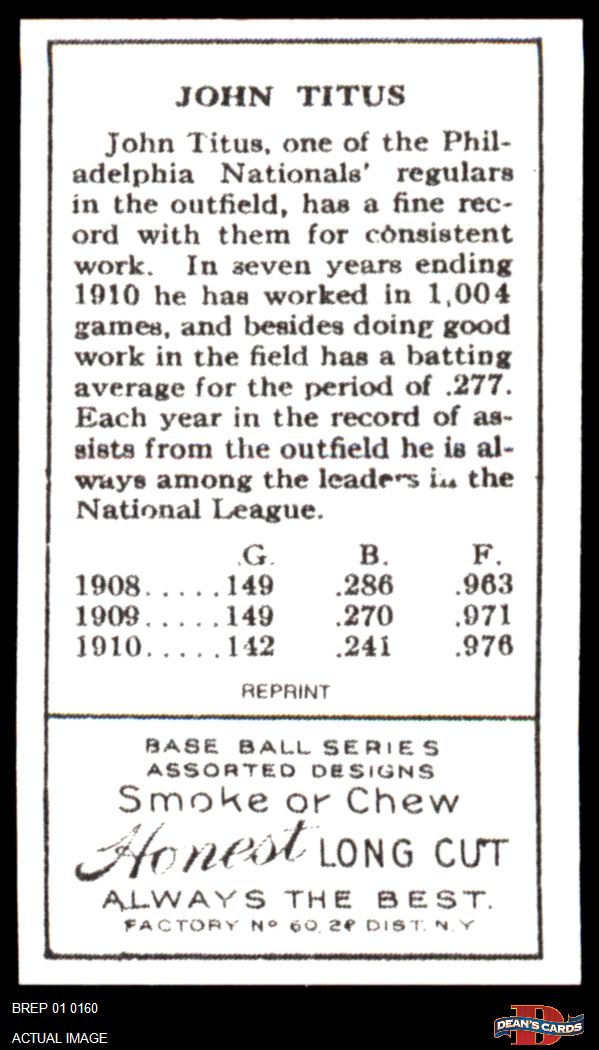 JOHN TITUS
John Titus, one of the Phil-
adelphia Nationals' regulars
in the outfield, has a fine rec-
ord with them for consistent
work. In seven years ending
1910 he has worked in 1,004
games, and besides doing good
work in the field has a batting
average for the period of .277.
Each year in the record of as-
sists from the outfield he is al-
ways among the leaders in the
National League.
G. B. F.
1908.....149 .286 .963
1909.....149 .270 .971
1910.....142 .241 .976
REPRINT
BASE BALL SERIES
ASSORTED DESIGNS
Smoke or Chew
Honest LONG CUT
ALWAYS THE BEST.
FACTORY Nº 60, 2ᴰ DIST. N.Y
BREP 01 0160
ACTUAL IMAGE
D
DEAN'S CARDS